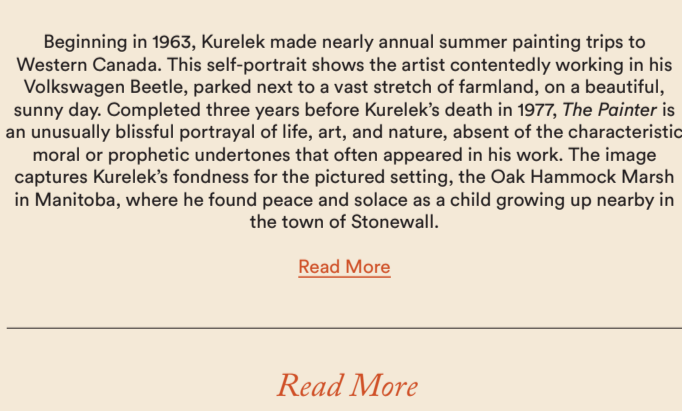 Beginning in 1963, Kurelek made nearly annual summer painting trips to
Western Canada. This self-portrait shows the artist contentedly working in his
Volkswagen Beetle, parked next to a vast stretch of farmland, on a beautiful,
sunny day. Completed three years before Kurelek’s death in 1977, The Painter is
an unusually blissful portrayal of life, art, and nature, absent of the characteristic
moral or prophetic undertones that often appeared in his work. The image
captures Kurelek’s fondness for the pictured setting, the Oak Hammock Marsh
in Manitoba, where he found peace and solace as a child growing up nearby in
the town of Stonewall.
Read More
Read More